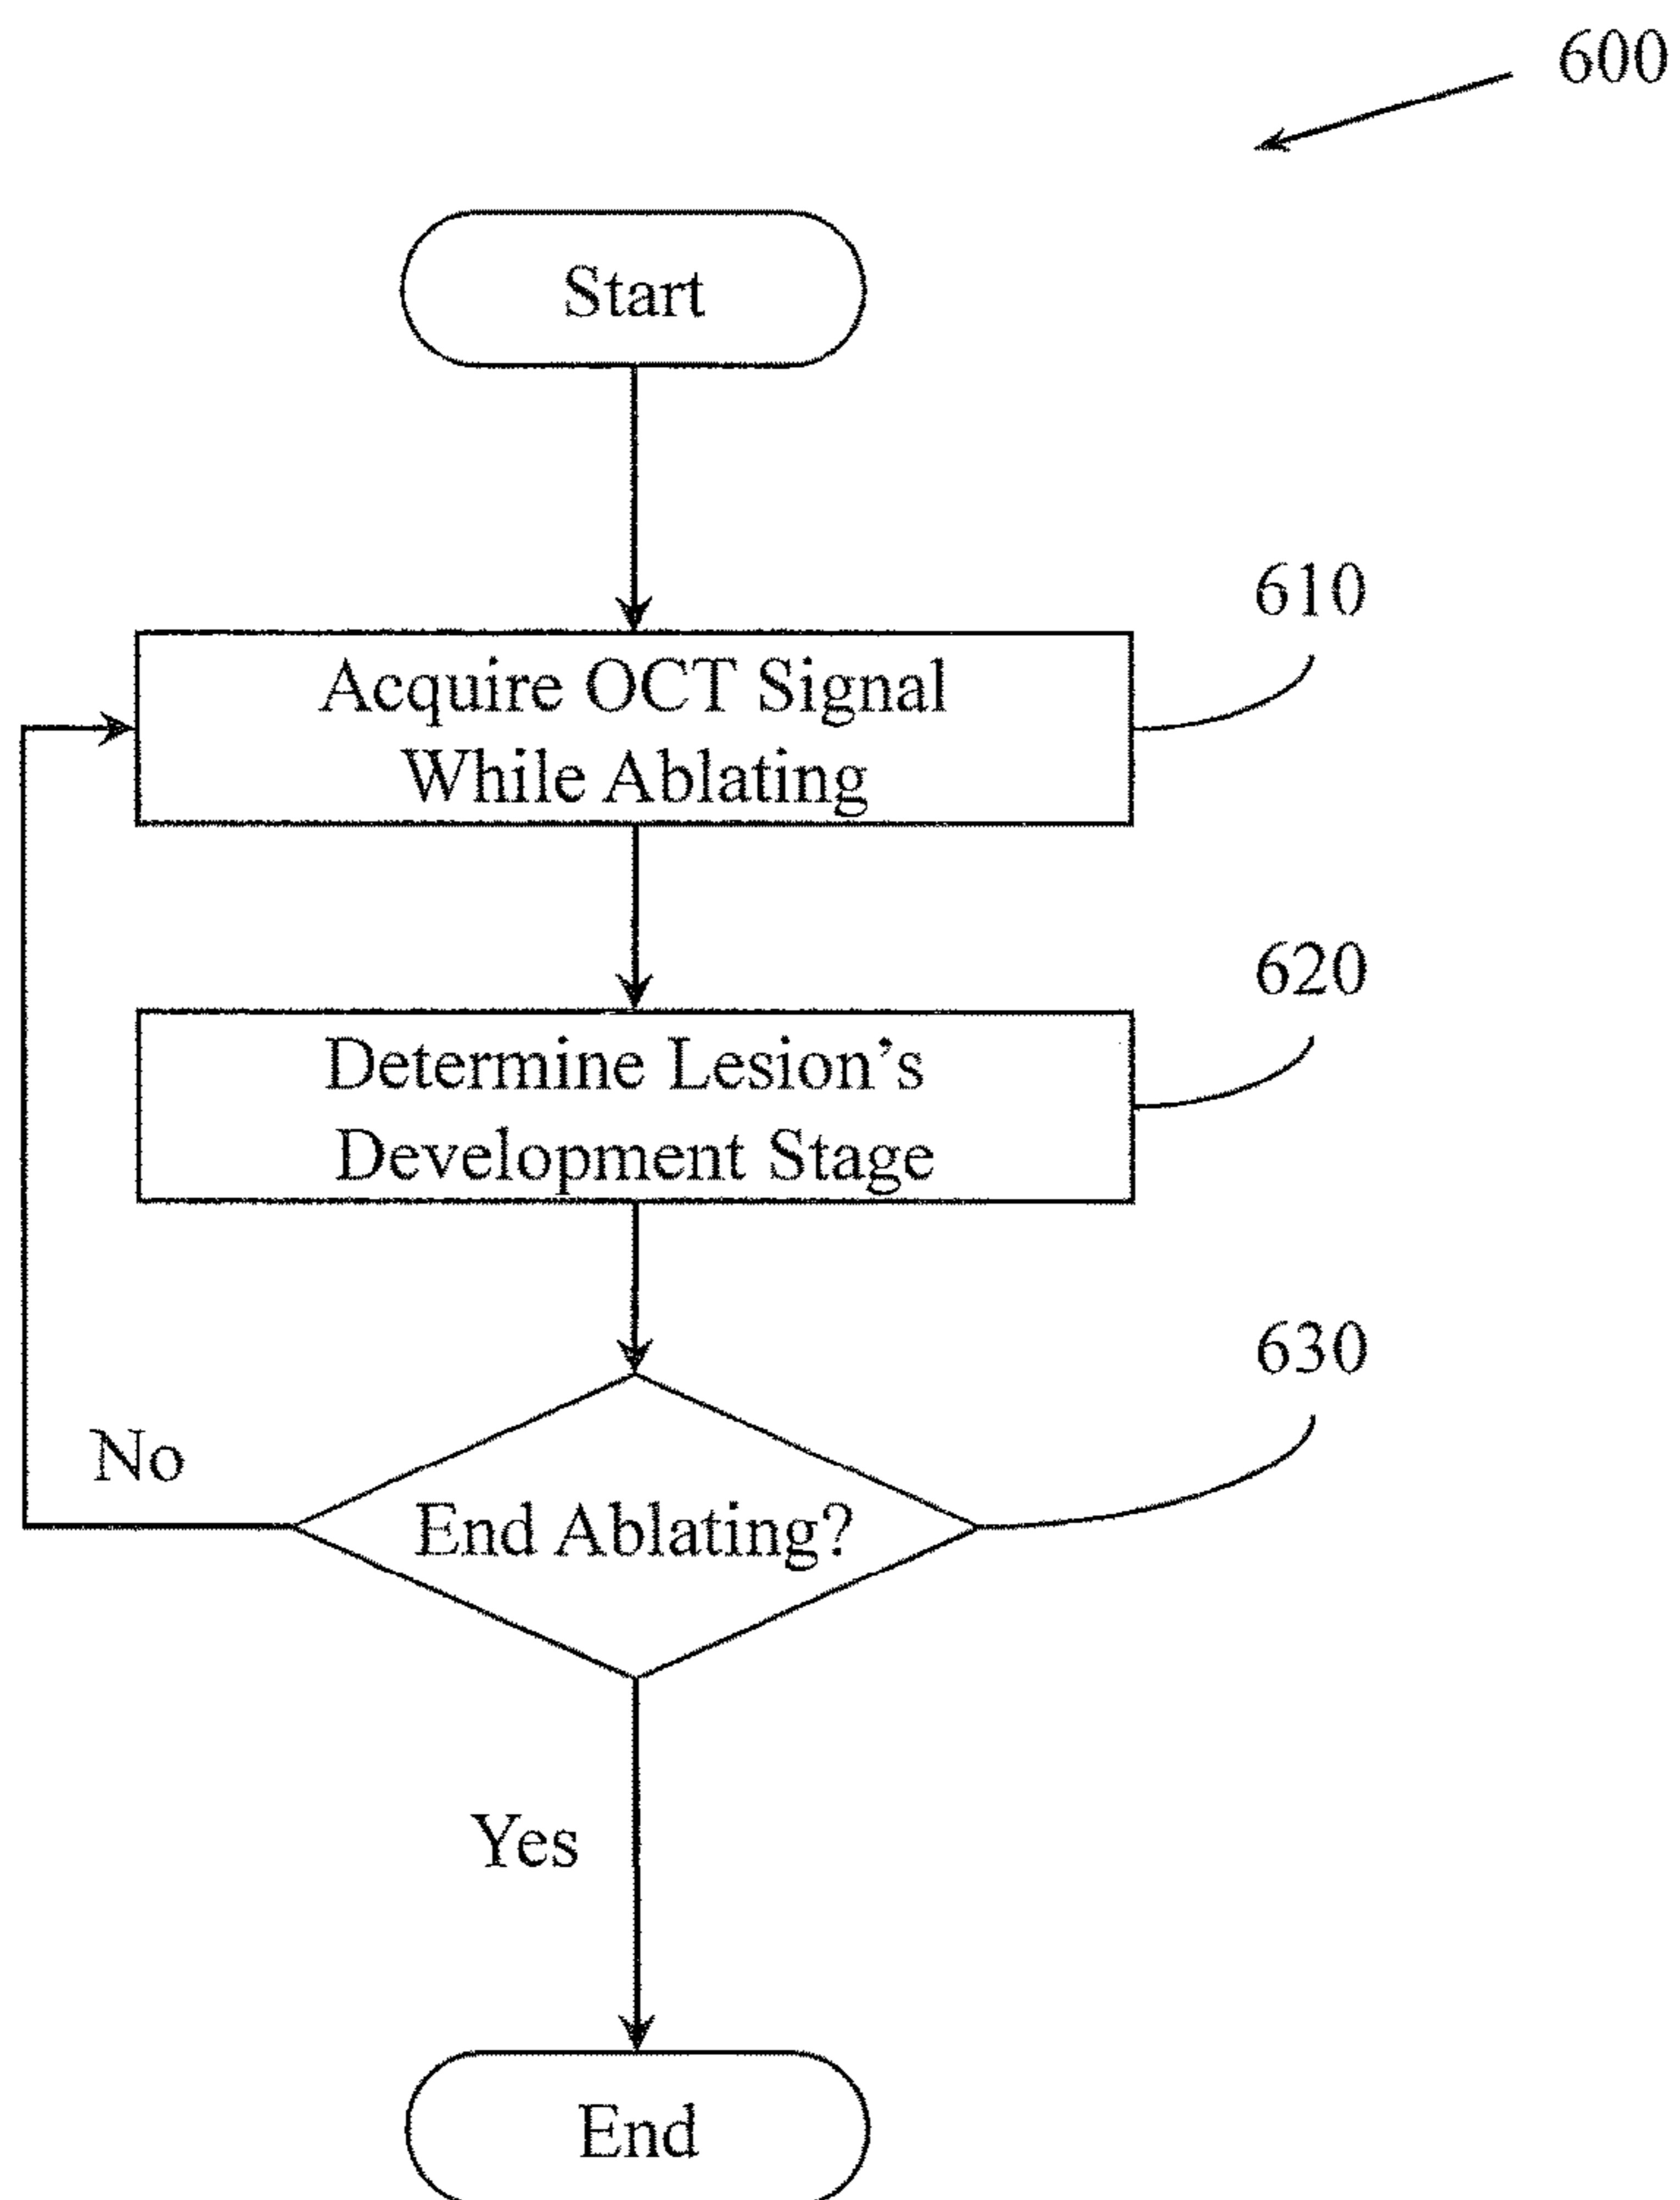 600
Start
610
Acquire OCT Signal
While Ablating
620
Determine Lesion's
Development Stage
630
No
End Ablating?
Yes
End